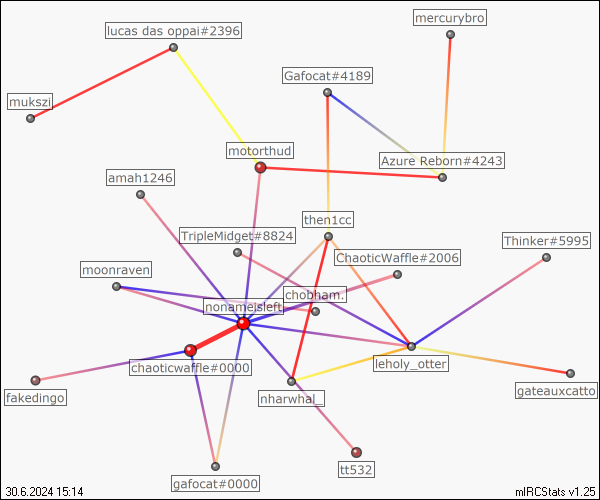 mercurybro
lucas das oppai#2396
Gafocat#4189
mukszi
motorthud
Azure Reborn#4243
amah1246
then1cc
TripleMidget#8824
Thinker#5995
ChaoticWaffle#2006
moonraven
chobham.
nonameisleft
chaoticwaffle#0000
leholy_otter
fakedingo
nharwhal_
gateauxcatto
tt532
gafocat#0000
30.6.2024 15:14
mIRCStats v1.25